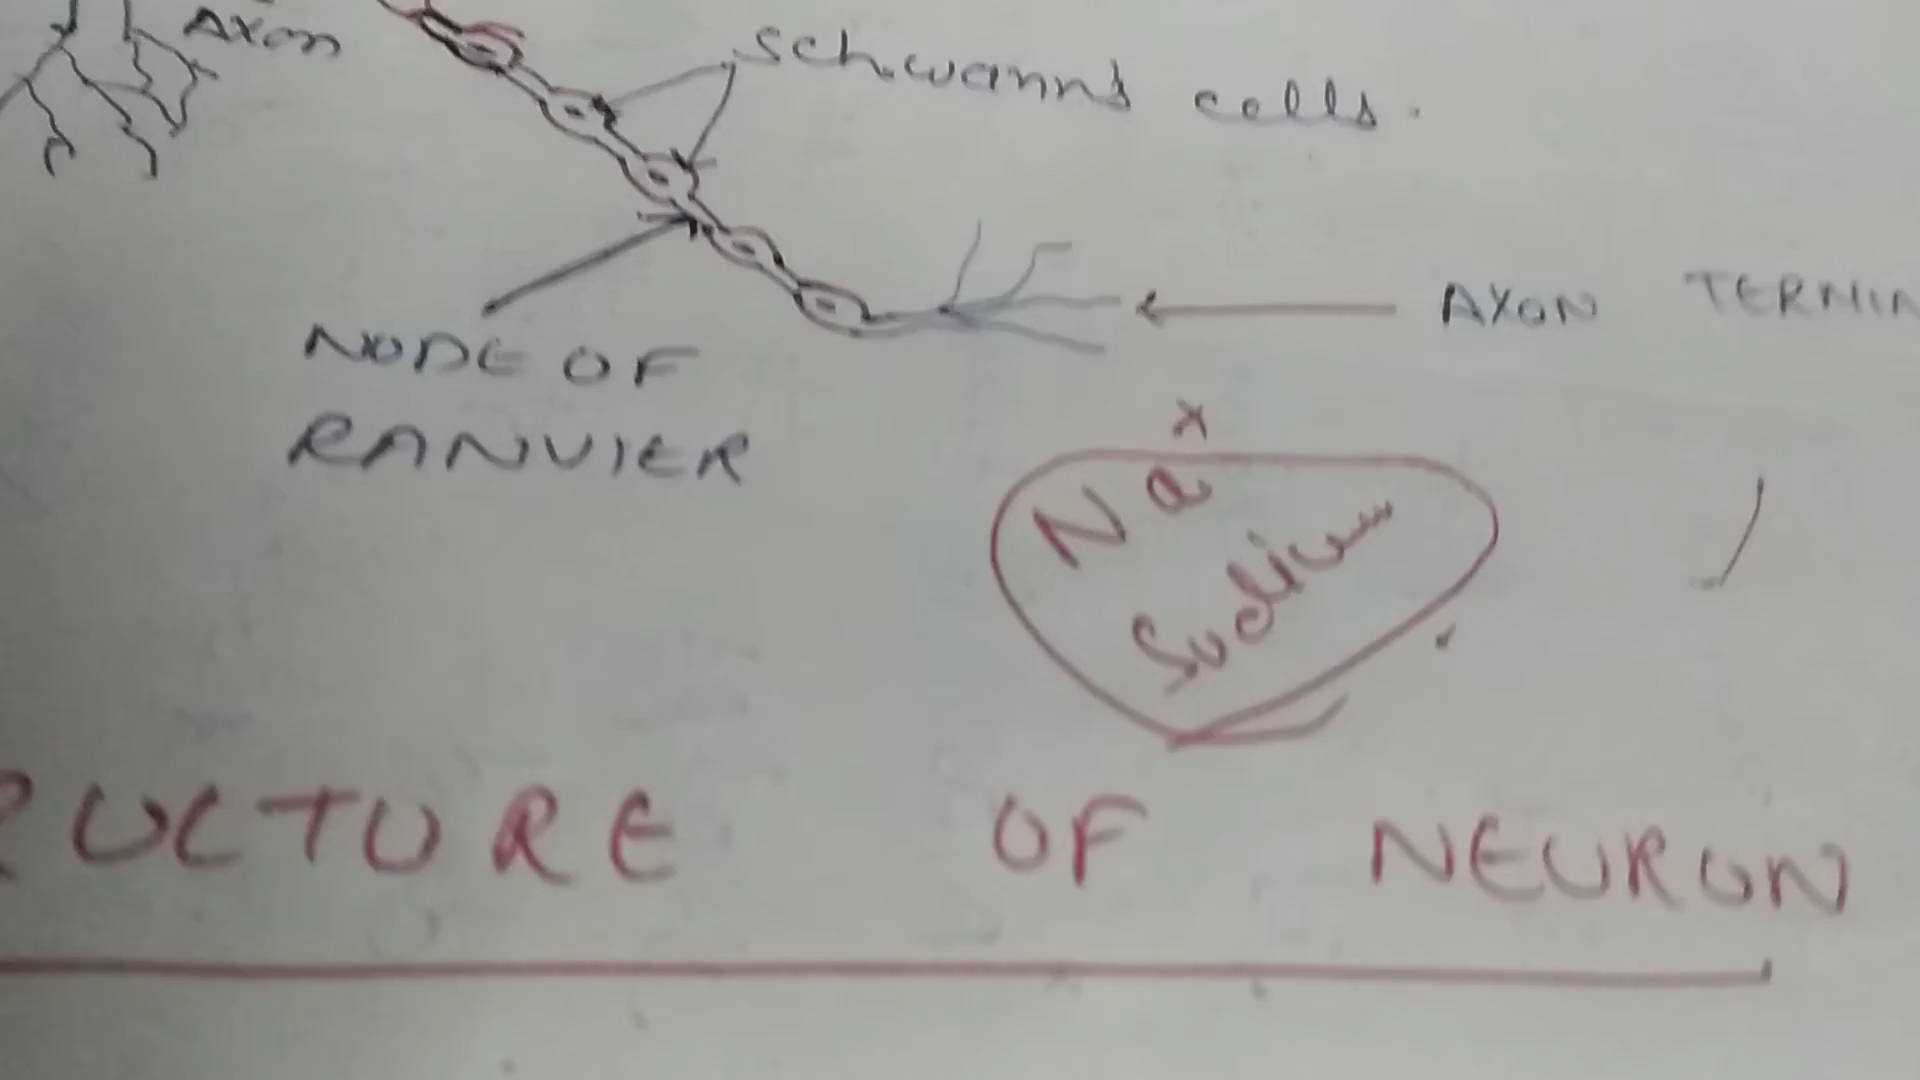 Axon
Schwann's cells.
NODE OF
RANVIER
AXON TERMIN
Na
Sodium
RUCTURE OF NEURON